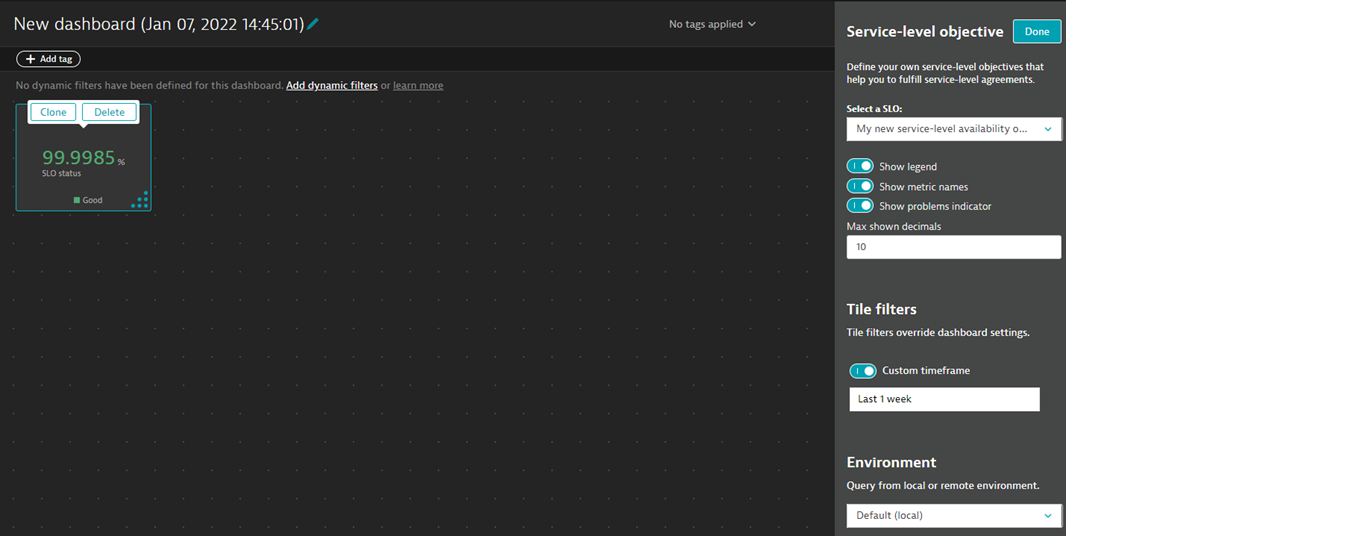 New dashboard (Jan 07, 2022 14:45:01)
No tags applied
Add tag
No dynamic filters have been defined for this dashboard. Add dynamic filters or learn more
Clone
Delete
99.9985 %
SLO status
Good
Service-level objective
Done
Define your own service-level objectives that
help you to fulfill service-level agreements.
Select a SLO:
My new service-level availability o...
Show legend
Show metric names
Show problems indicator
Max shown decimals
10
Tile filters
Tile filters override dashboard settings.
Custom timeframe
Last 1 week
Environment
Query from local or remote environment.
Default (local)